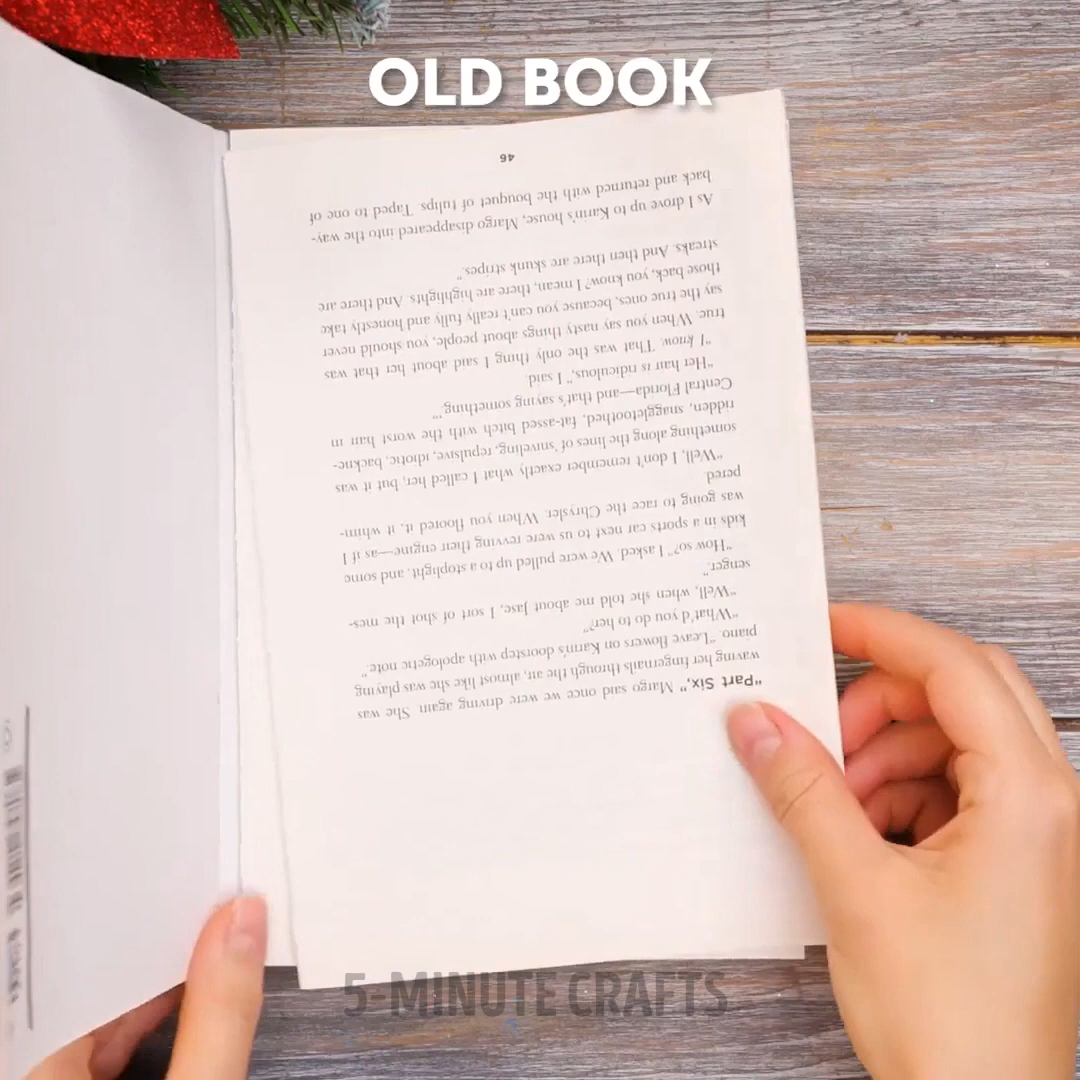 OLD BOOK
"Part Six," Margo said once we were driving again. She was
waving her fingernails through the air, almost like she was playing
piano. "Leave flowers on Karin's doorstep with apologetic note."
"What'd you do to her?"
"Well, when she told me about Jase, I sort of shot the mes-
senger."
"How so?" I asked. We were pulled up to a stoplight, and some
kids in a sports car next to us were revving their engine—as if I
was going to race the Chrysler. When you floored it, it whim-
pered.
"Well, I don't remember exactly what I called her, but it was
something along the lines of 'sniveling, repulsive, idiotic, backne-
ridden, snaggletoothed, fat-assed bitch with the worst hair in
Central Florida—and that's saying something.'"
"Her hair is ridiculous," I said.
"I know. That was the only thing I said about her that was
true. When you say nasty things about people, you should never
say the true ones, because you can't really fully and honestly take
those back, you know? I mean, there are highlights. And there are
streaks. And then there are skunk stripes."
As I drove up to Karin's house, Margo disappeared into the way-
back and returned with the bouquet of tulips. Taped to one of
46
5-MINUTE CRAFTS